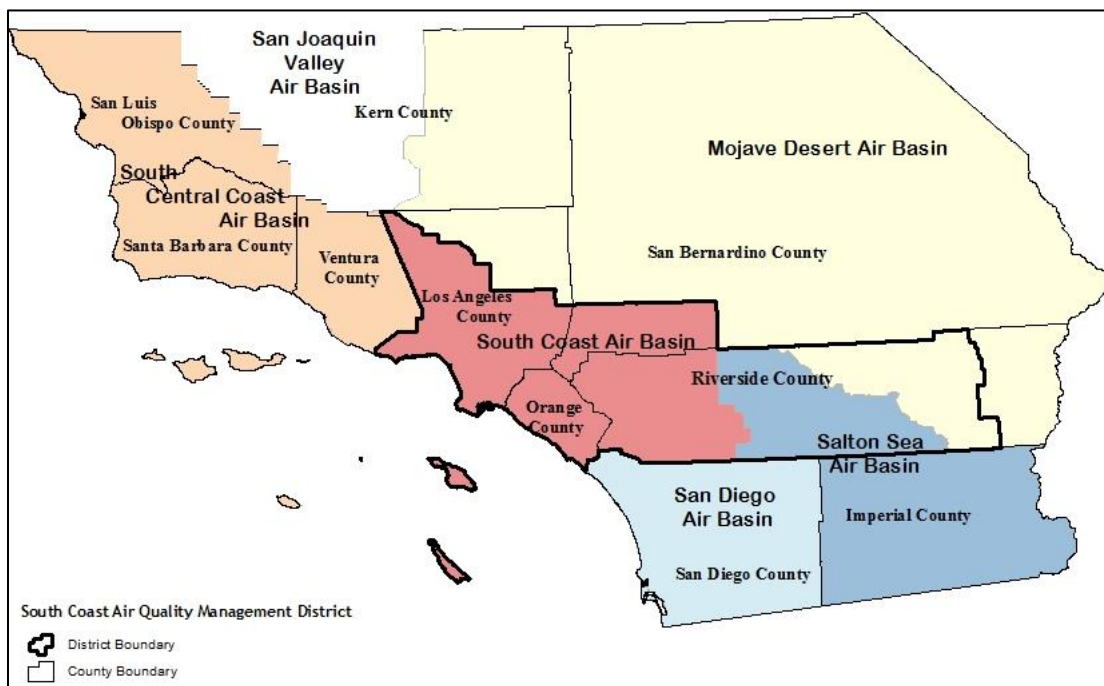 San Joaquin
Valley
Air Basin
Kern County
San Luis
Obispo County
Mojave Desert Air Basin
South
Central Coast
Air Basin
Santa Barbara County
Ventura
County
San Bernardino County
Los Angeles
County
South Coast Air Basin
Riverside County
Orange
County
Salton Sea
Air Basin
San Diego
Air Basin
Imperial County
San Diego County
South Coast Air Quality Management District
District Boundary
County Boundary